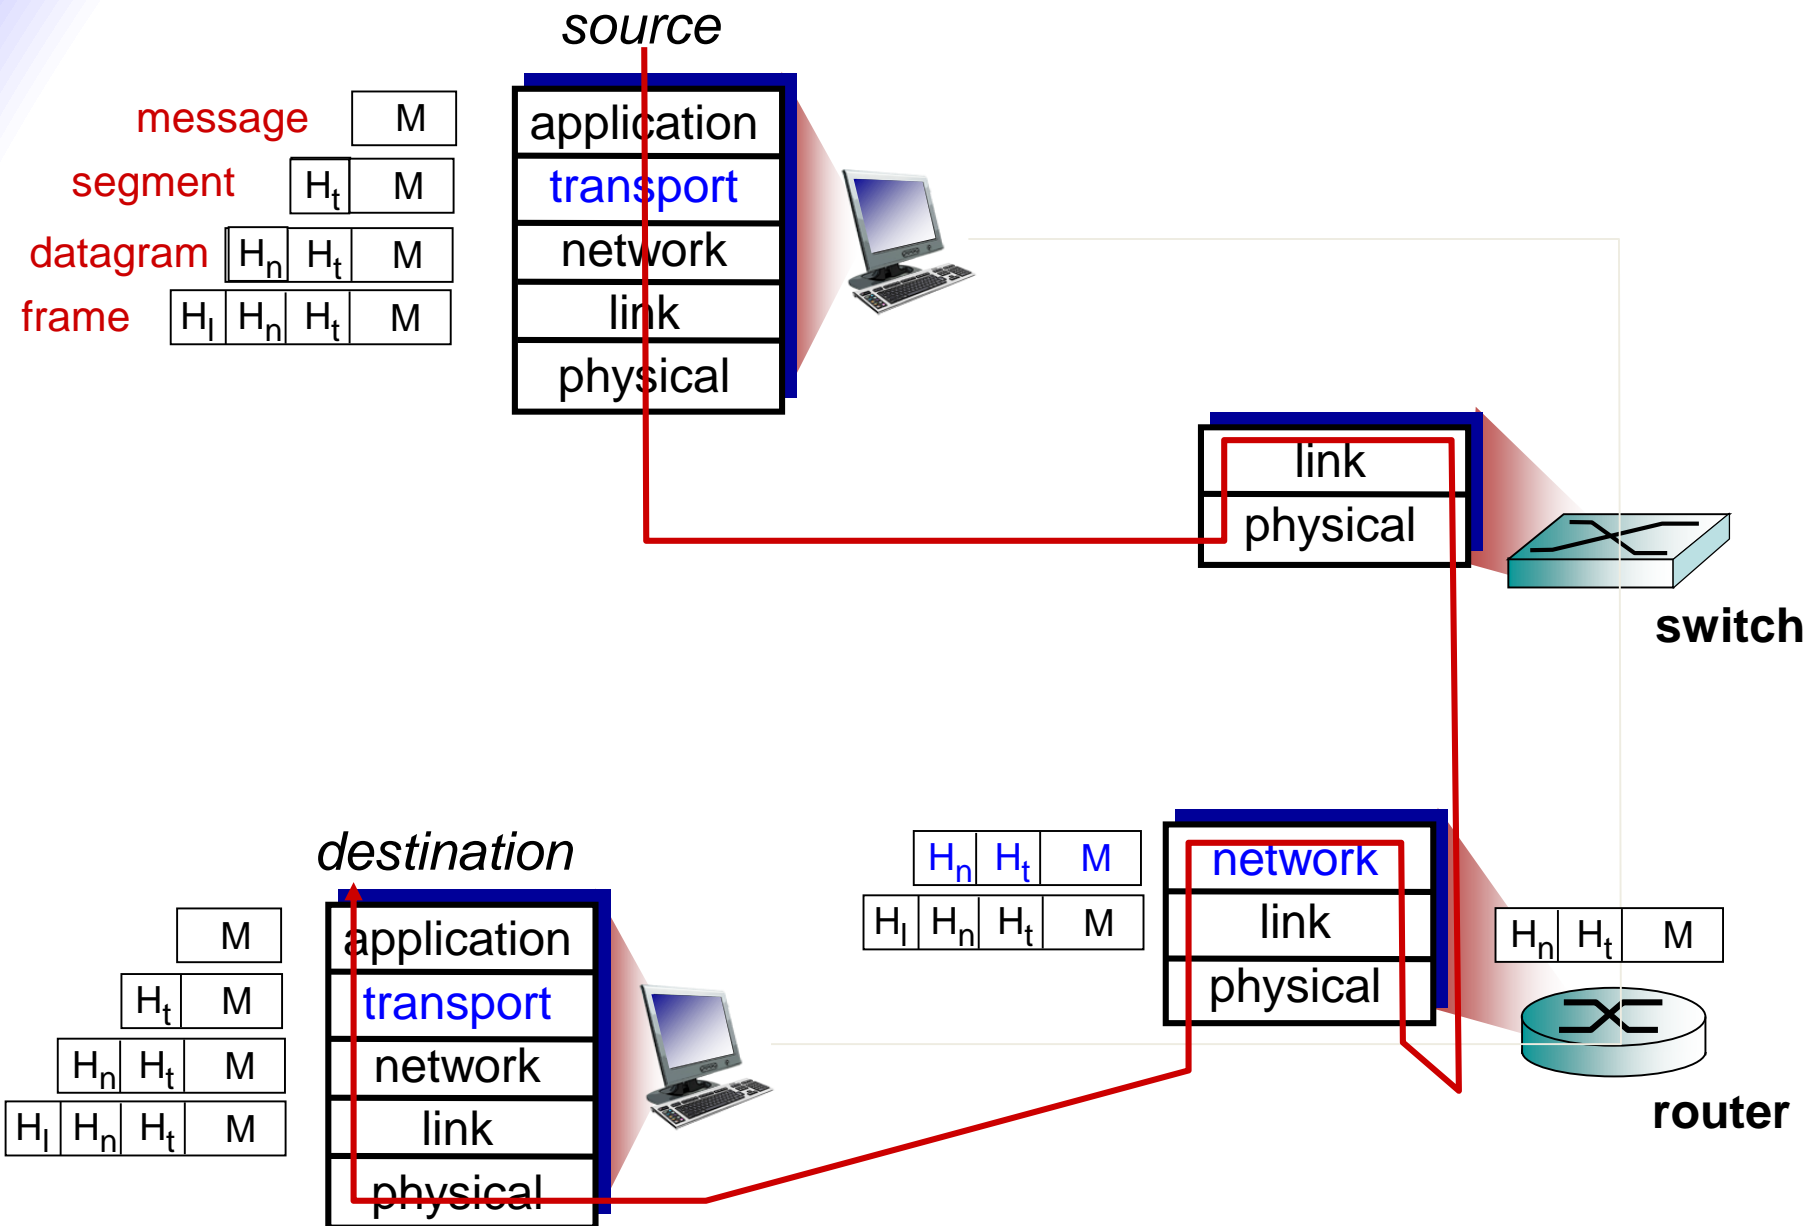 source
message M application
segment Ht M transport
datagram Hn Ht M network
frame Hl Hn Ht M link
physical
link
physical
switch
destination
Hn Ht M network
Hl Hn Ht M link Hn Ht M
physical
router
M application
Ht M transport
Hn Ht M network
Hl Hn Ht M link
physical